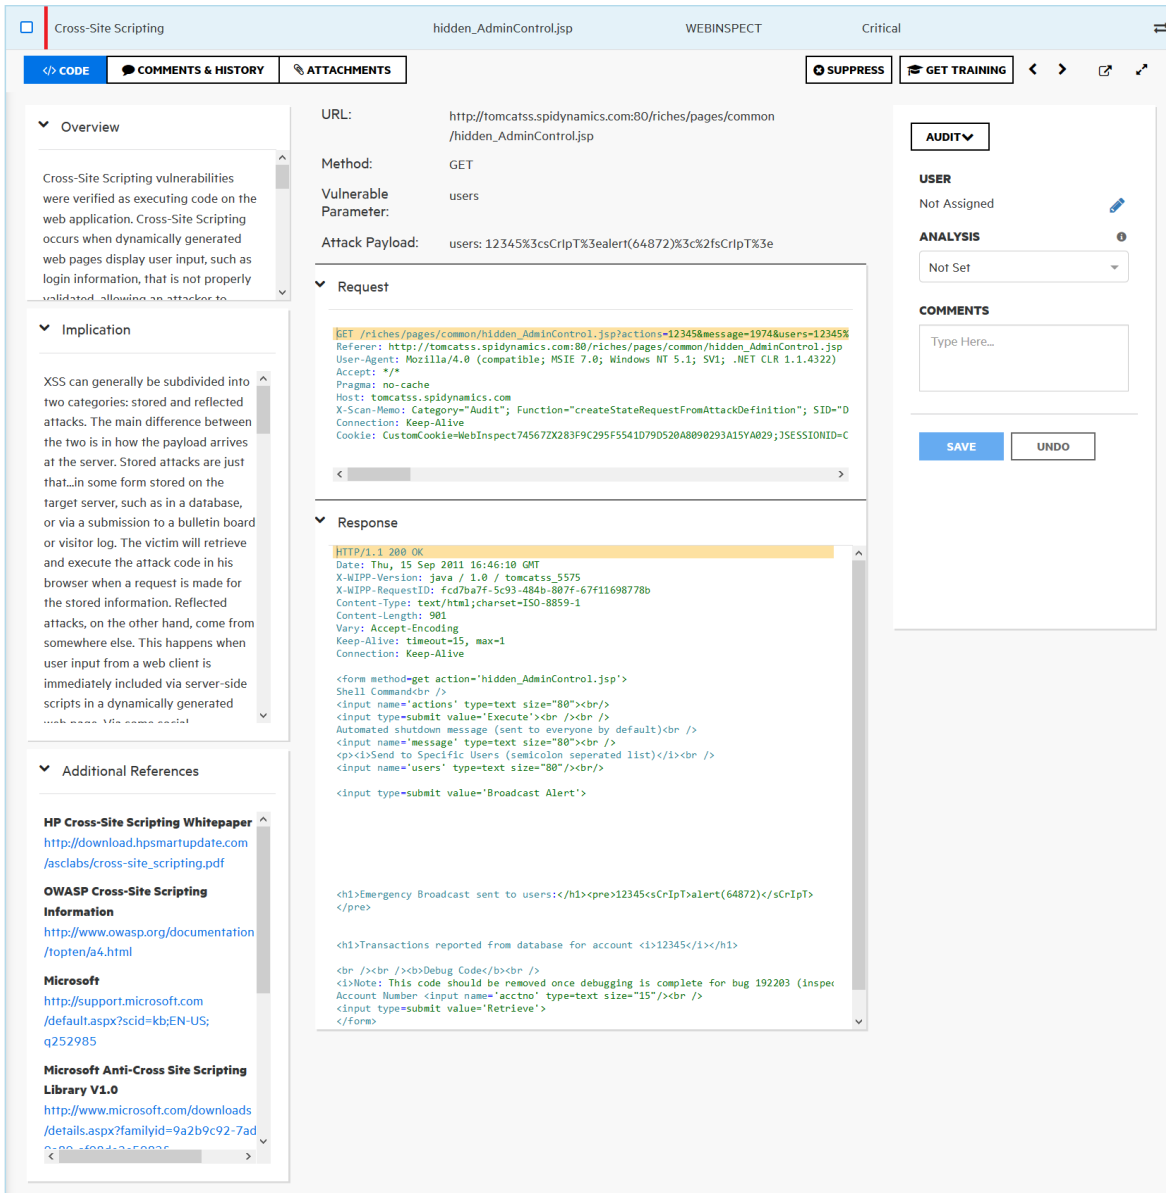 Cross-Site Scripting hidden_AdminControl.jsp WEBINSPECT Critical
</> CODE COMMENTS & HISTORY ATTACHMENTS SUPPRESS GET TRAINING
Overview
Cross-Site Scripting vulnerabilities
were verified as executing code on the
web application. Cross-Site Scripting
occurs when dynamically generated
web pages display user input, such as
login information, that is not properly
validated, allowing an attacker to
Implication
XSS can generally be subdivided into
two categories: stored and reflected
attacks. The main difference between
the two is in how the payload arrives
at the server. Stored attacks are just
that...in some form stored on the
target server, such as in a database,
or via a submission to a bulletin board
or visitor log. The victim will retrieve
and execute the attack code in his
browser when a request is made for
the stored information. Reflected
attacks, on the other hand, come from
somewhere else. This happens when
user input from a web client is
immediately included via server-side
scripts in a dynamically generated
web page. Via some social
Additional References
HP Cross-Site Scripting Whitepaper
http://download.hpsmartupdate.com
/asclabs/cross-site_scripting.pdf
OWASP Cross-Site Scripting
Information
http://www.owasp.org/documentation
/topten/a4.html
Microsoft
http://support.microsoft.com
/default.aspx?scid=kb;EN-US;
q252985
Microsoft Anti-Cross Site Scripting
Library V1.0
http://www.microsoft.com/downloads
/details.aspx?familyid=9a2b9c92-7ad
URL: http://tomcatss.spidynamics.com:80/riches/pages/common
/hidden_AdminControl.jsp
Method: GET
Vulnerable
Parameter: users
Attack Payload: users: 12345%3csCrIpT%3ealert(64872)%3c%2fsCrIpT%3e
Request
GET /riches/pages/common/hidden_AdminControl.jsp?actions=12345&message=1974&users=12345%
Referer: http://tomcatss.spidynamics.com:80/riches/pages/common/hidden_AdminControl.jsp
User-Agent: Mozilla/4.0 (compatible; MSIE 7.0; Windows NT 5.1; SV1; .NET CLR 1.1.4322)
Accept: */*
Pragma: no-cache
Host: tomcatss.spidynamics.com
X-Scan-Memo: Category="Audit"; Function="createStateRequestFromAttackDefinition"; SID="D
Connection: Keep-Alive
Cookie: CustomCookie=WebInspect74567ZX283F9C295F5541D79D520A8090293A15YA029;JSESSIONID=C
Response
HTTP/1.1 200 OK
Date: Thu, 15 Sep 2011 16:46:10 GMT
X-WIPP-Version: java / 1.0 / tomcatss_5575
X-WIPP-RequestID: fcd7ba7f-5c93-484b-807f-67f11698778b
Content-Type: text/html;charset=ISO-8859-1
Content-Length: 901
Vary: Accept-Encoding
Keep-Alive: timeout=15, max=1
Connection: Keep-Alive
<form method=get action='hidden_AdminControl.jsp'>
Shell Command<br />
<input name='actions' type=text size="80"><br/>
<input type=submit value='Execute'><br /><br />
Automated shutdown message (sent to everyone by default)<br />
<input name='message' type=text size="80"><br />
<p><i>Send to Specific Users (semicolon seperated list)</i><br />
<input name='users' type=text size="80"/><br/>
<input type=submit value='Broadcast Alert'>
<h1>Emergency Broadcast sent to users:</h1><pre>12345<sCrIpT>alert(64872)</sCrIpT>
</pre>
<h1>Transactions reported from database for account <i>12345</i></h1>
<br /><br /><b>Debug Code</b><br />
<i>Note: This code should be removed once debugging is complete for bug 192203 (inspec
Account Number <input name='acctno' type=text size="15"/><br />
<input type=submit value='Retrieve'>
</form>
AUDIT
USER
Not Assigned
ANALYSIS
Not Set
COMMENTS
Type Here...
SAVE UNDO